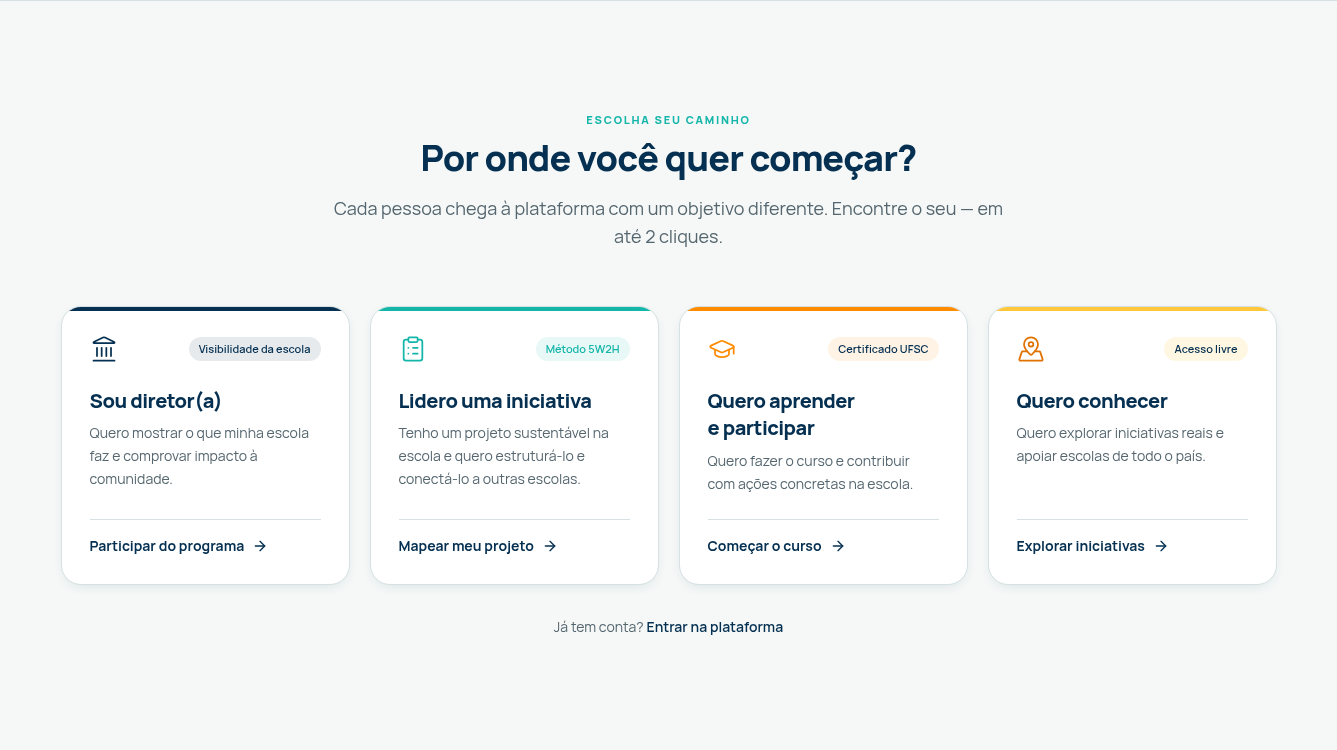 ESCOLHA SEU CAMINHO
Por onde você quer começar?
Cada pessoa chega à plataforma com um objetivo diferente. Encontre o seu — em
até 2 cliques.
Visibilidade da escola
Sou diretor(a)
Quero mostrar o que minha escola
faz e comprovar impacto à
comunidade.
Participar do programa →
Método 5W2H
Lidero uma iniciativa
Tenho um projeto sustentável na
escola e quero estruturá-lo e
conectá-lo a outras escolas.
Mapear meu projeto →
Certificado UFSC
Quero aprender
e participar
Quero fazer o curso e contribuir
com ações concretas na escola.
Começar o curso →
Acesso livre
Quero conhecer
Quero explorar iniciativas reais e
apoiar escolas de todo o país.
Explorar iniciativas →
Já tem conta? Entrar na plataforma